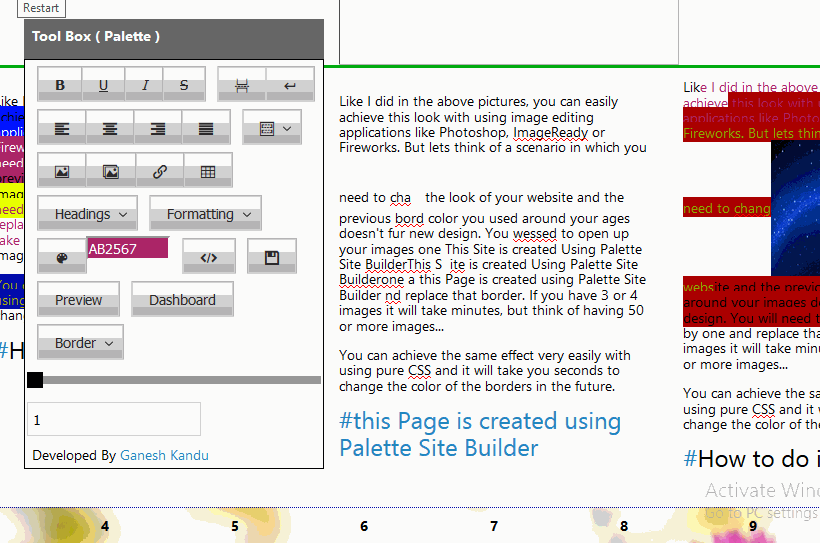 Restart
Tool Box ( Palette )
B U I S
Headings
Formatting
AB2567
</>
Preview
Dashboard
Border
1
Developed By Ganesh Kandu
Like I did in the above pictures, you can easily
achieve this look with using image editing
applications like Photoshop, ImageReady or
Fireworks. But lets think of a scenario in which you
need to cha the look of your website and the
previous bord color you used around your ages
doesn't fur new design. You wessed to open up
your images one This Site is created Using Palette
Site BuilderThis S ite is created Using Palette Site
Builderone a this Page is created using Palette Site
Builder nd replace that border. If you have 3 or 4
images it will take minutes, but think of having 50
or more images...
You can achieve the same effect very easily with
using pure CSS and it will take you seconds to
change the color of the borders in the future.
#this Page is created using
Palette Site Builder
Like I did in the above
achieve this look with
Fireworks. But lets thin
need to chang
website and the previo
around your images do
design. You will need t
by one and replace tha
images it will take minu
or more images...
You can achieve the sa
using pure CSS and it w
change the color of the
#How to do i
Activate Wind
Go to PC settings
4 5 6 7 8 9